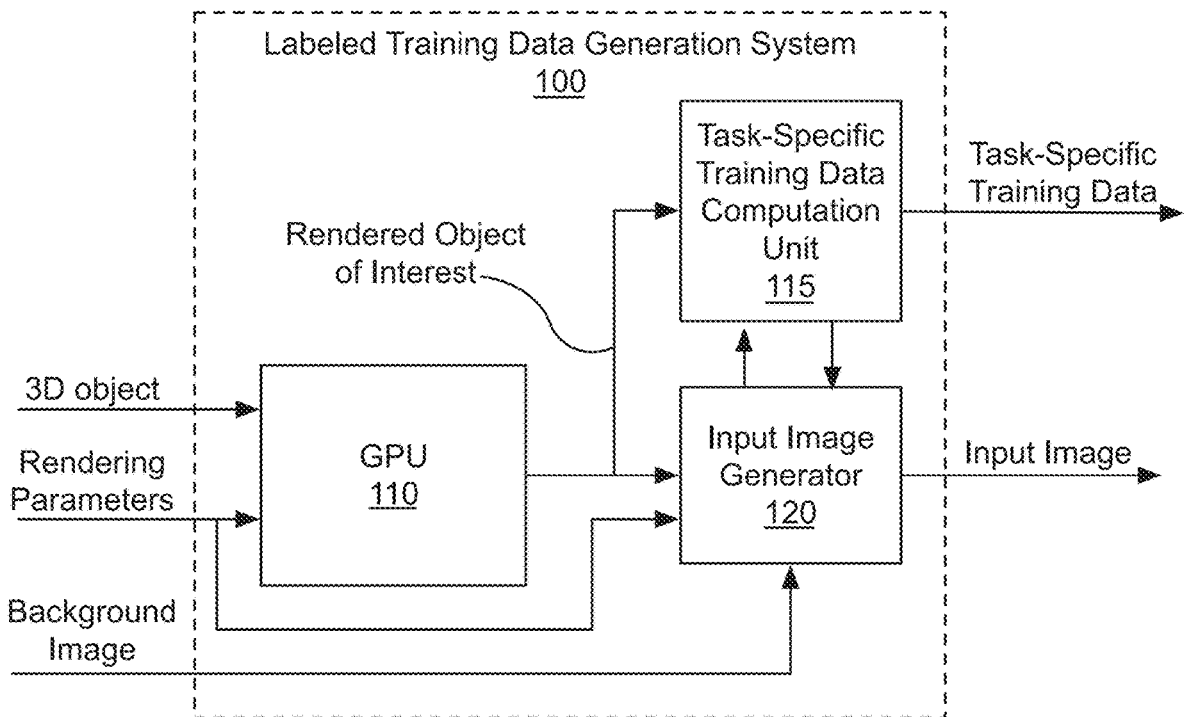 Labeled Training Data Generation System
100
Task-Specific
Training Data
Computation
Unit
115
Task-Specific
Training Data
Rendered Object
of Interest
3D object
Rendering
Parameters
GPU
110
Input Image
Generator
120
Input Image
Background
Image